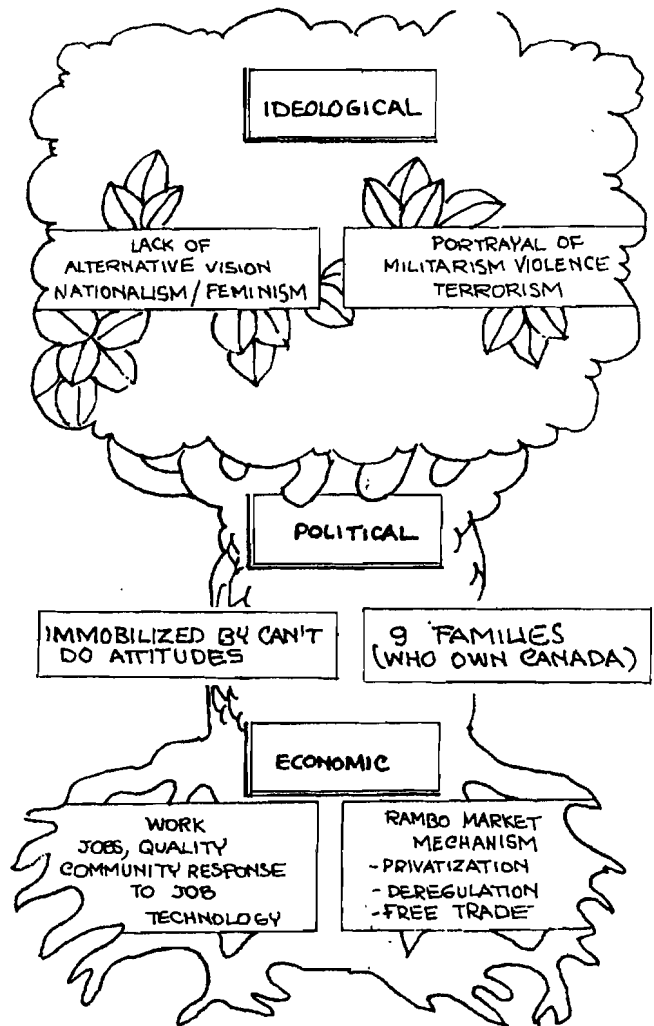 IDEOLOGICAL
LACK OF
ALTERNATIVE VISION
NATIONALISM/FEMINISM
PORTRAYAL OF
MILITARISM VIOLENCE
TERRORISM
POLITICAL
IMMOBILIZED BY CAN'T
DO ATTITUDES
9 FAMILIES
(WHO OWN CANADA)
ECONOMIC
WORK
JOBS, QUALITY
COMMUNITY RESPONSE
TO JOB
TECHNOLOGY
RAMBO MARKET
MECHANISM
-PRIVATIZATION
-DEREGULATION
-FREE TRADE